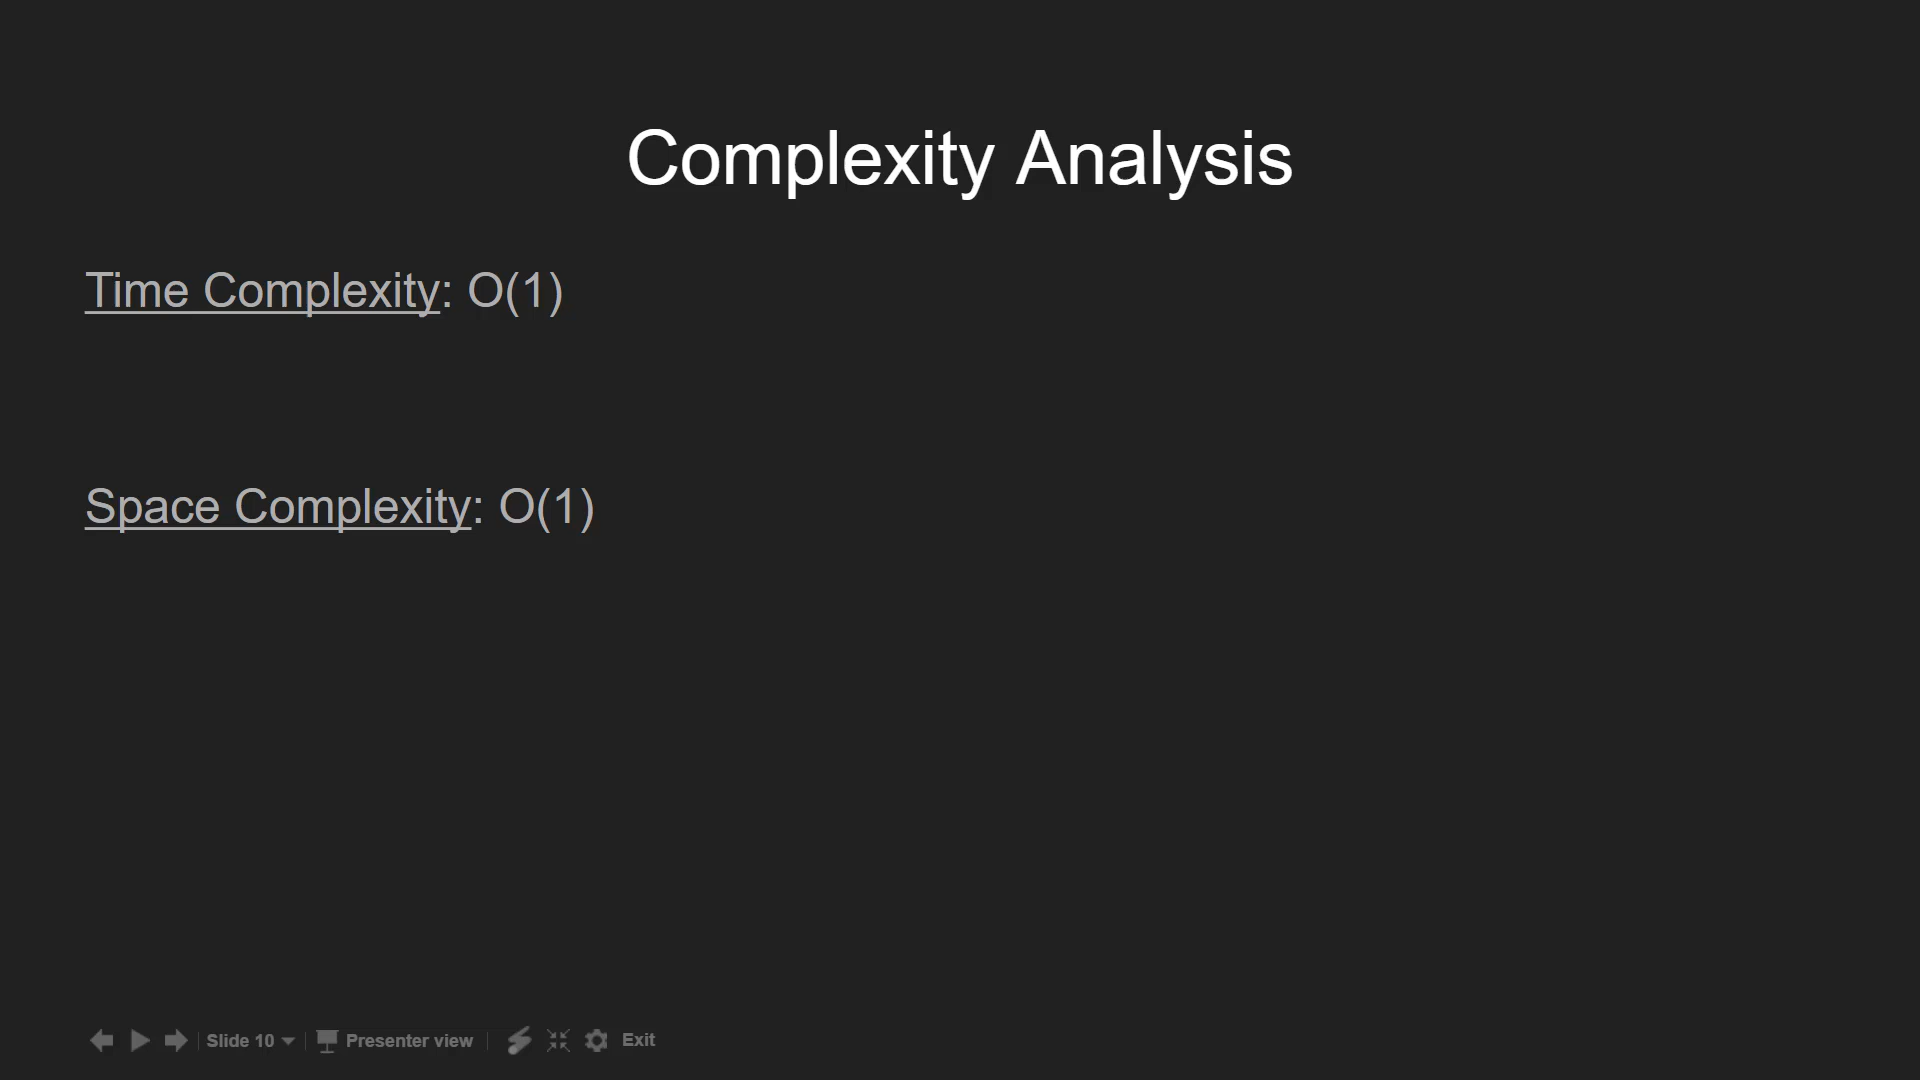 Complexity Analysis
Time Complexity: O(1)
Space Complexity: O(1)
Slide 10 Presenter view Exit